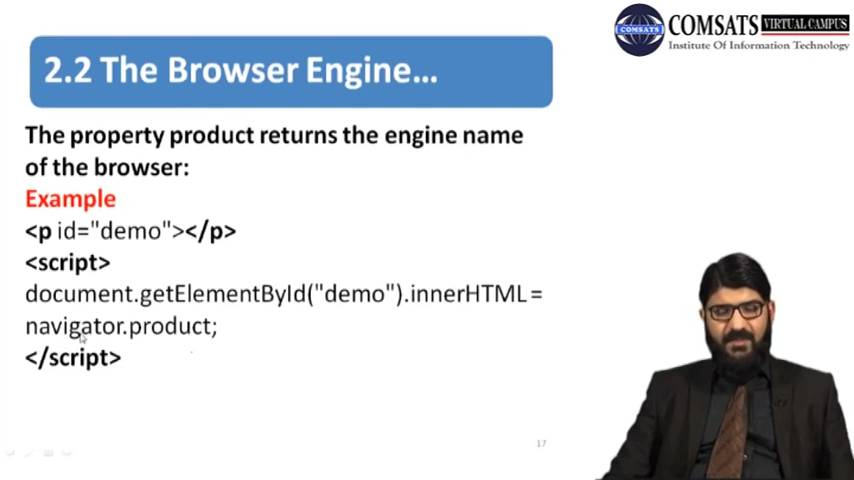 COMSATS
COMSATS VIRTUAL CAMPUS
Institute Of Information Technology
2.2 The Browser Engine...
The property product returns the engine name
of the browser:
Example
<p id="demo"></p>
<script>
document.getElementById("demo").innerHTML =
navigator.product;
</script>
17